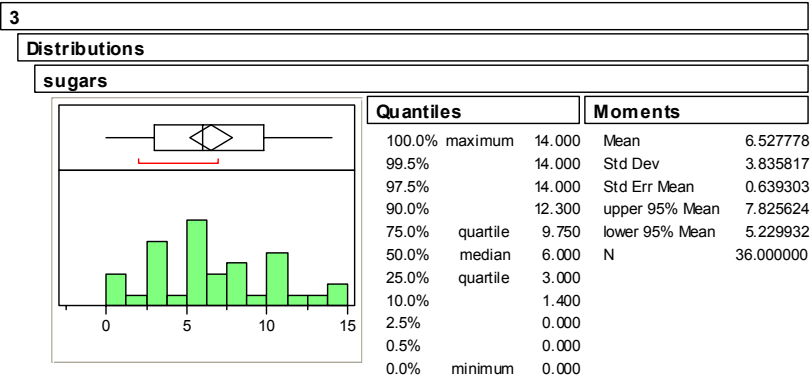 3
Distributions
sugars
0 5 10 15
Quantiles
100.0% maximum 14.000
99.5% 14.000
97.5% 14.000
90.0% 12.300
75.0% quartile 9.750
50.0% median 6.000
25.0% quartile 3.000
10.0% 1.400
2.5% 0.000
0.5% 0.000
0.0% minimum 0.000
Moments
Mean 6.527778
Std Dev 3.835817
Std Err Mean 0.639303
upper 95% Mean 7.825624
lower 95% Mean 5.229932
N 36.000000